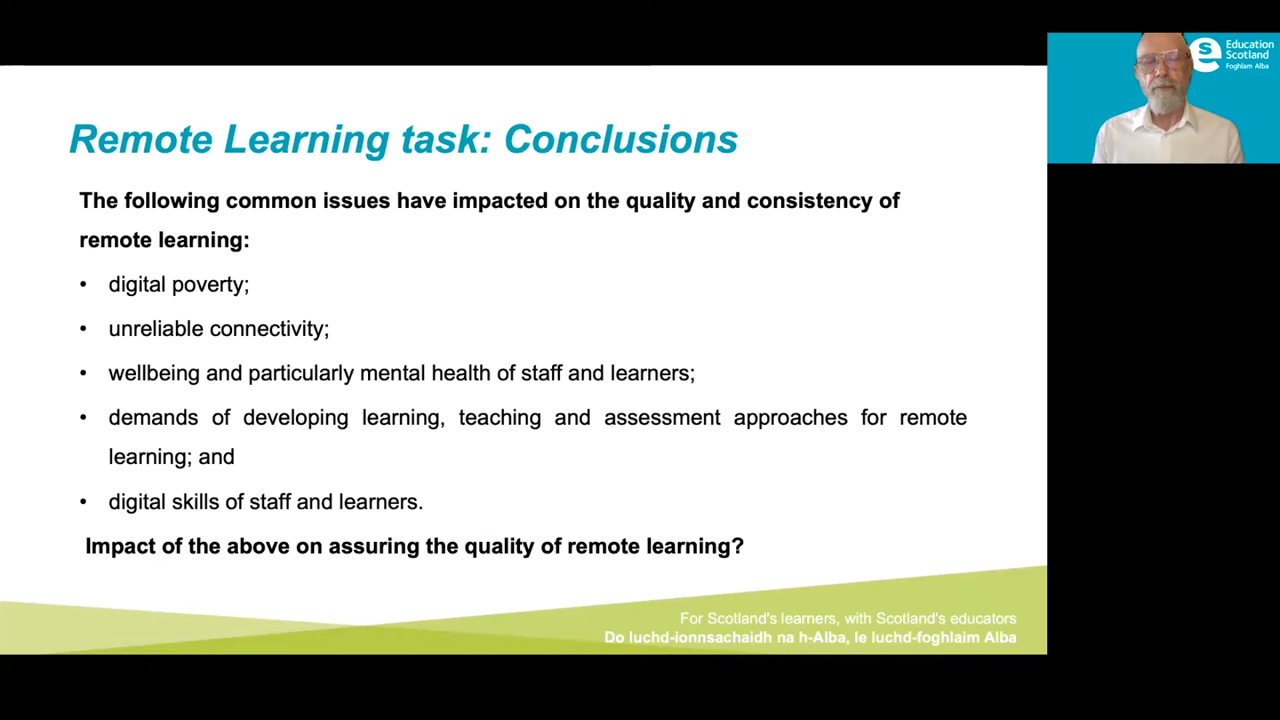 Remote Learning task: Conclusions
The following common issues have impacted on the quality and consistency of
remote learning:
• digital poverty;
• unreliable connectivity;
• wellbeing and particularly mental health of staff and learners;
• demands of developing learning, teaching and assessment approaches for remote
learning; and
• digital skills of staff and learners.
Impact of the above on assuring the quality of remote learning?
For Scotland's learners, with Scotland's educators
Do luchd-ionnsachaidh na h-Alba, le luchd-foghlaim Alba
Education
Scotland
Foghlam Alba